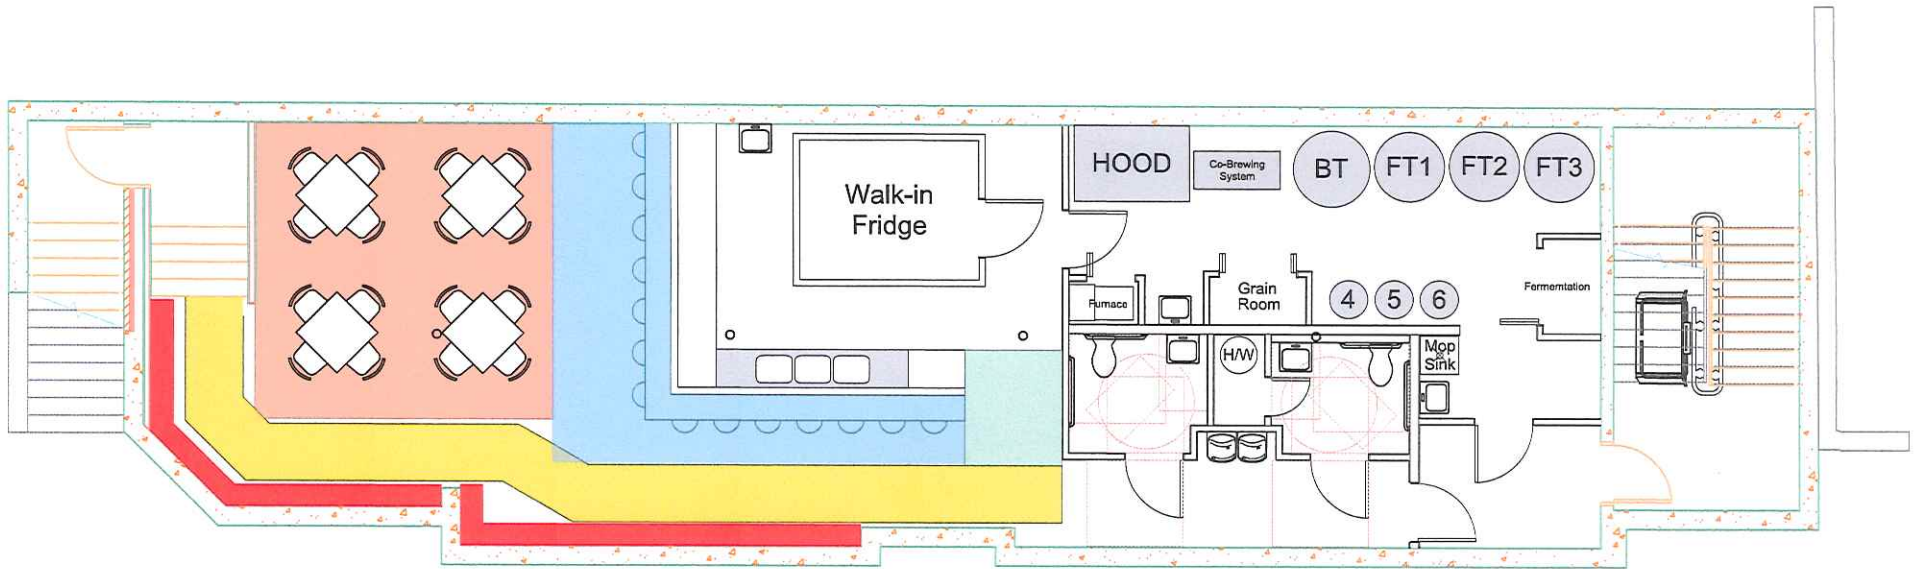 HOOD
Co-Brewing
System
BT
FT1
FT2
FT3
Walk-in
Fridge
Furnace
Grain
Room
4
5
6
Fermemtation
H/W
Mop
Sink